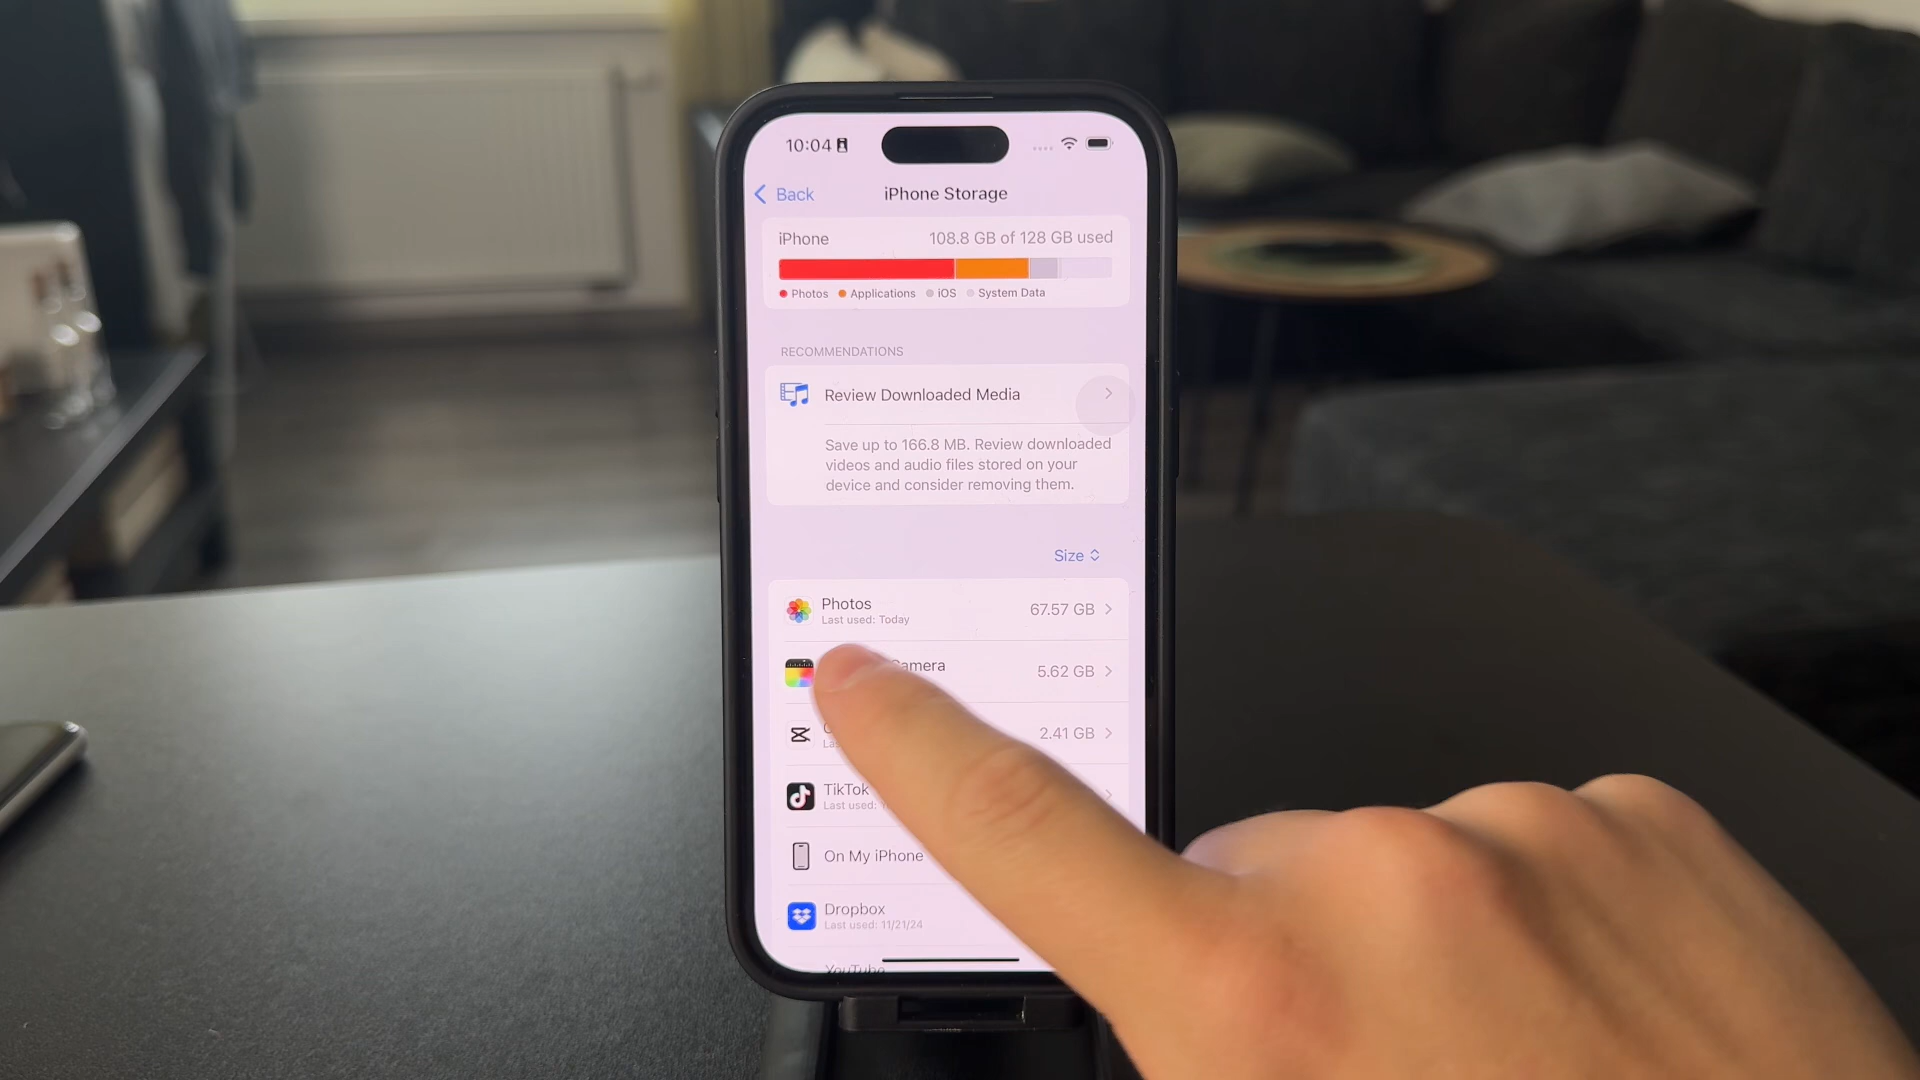 10:04
Back
iPhone Storage
iPhone
108.8 GB of 128 GB used
Photos
Applications
iOS
System Data
RECOMMENDATIONS
Review Downloaded Media
Save up to 166.8 MB. Review downloaded
videos and audio files stored on your
device and consider removing them.
Size
Photos
67.57 GB
Last used: Today
Camera
5.62 GB
2.41 GB
TikTok
Last used:
On My iPhone
Dropbox
Last used: 11/21/24
YouTube